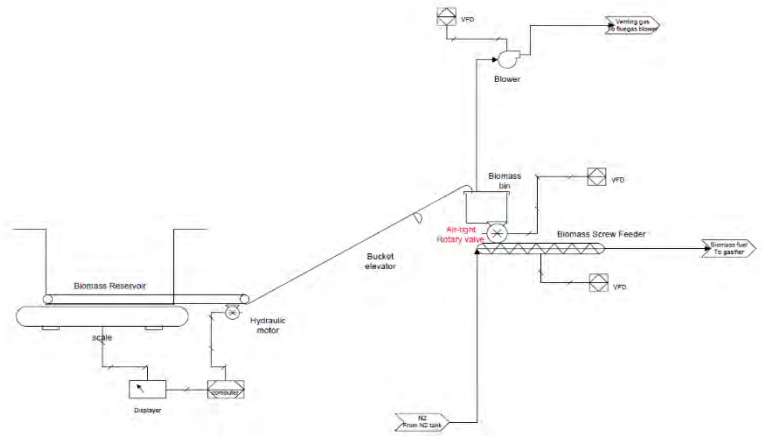 VFD
Venting gas
To fluegas blower
Blower
Biomass
bin
VFD
Air-tight
Rotary valve
Biomass Screw Feeder
Biomass fuel
To gasifier
Bucket
elevator
Biomass Reservoir
VFD
Hydraulic
motor
scale
computer
Displayer
N2
From N2 tank